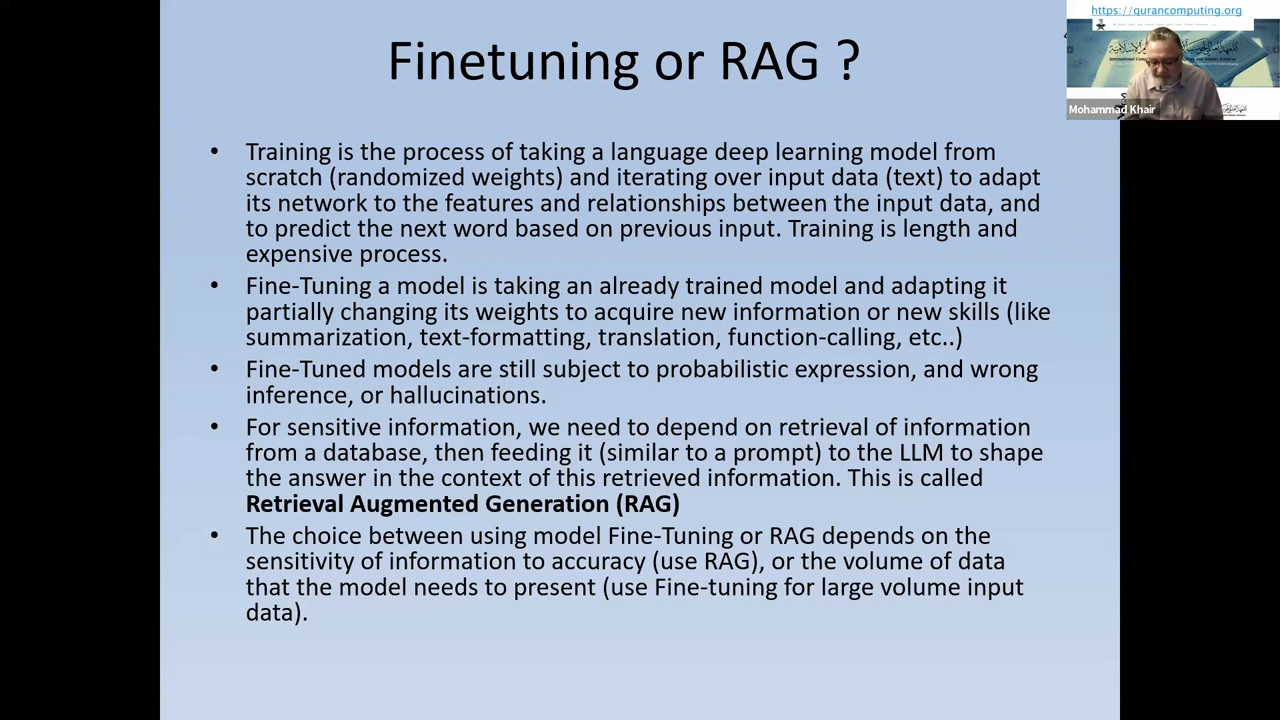 https://qurancomputing.org
Finetuning or RAG ?
Mohammad Khair
• Training is the process of taking a language deep learning model from
scratch (randomized weights) and iterating over input data (text) to adapt
its network to the features and relationships between the input data, and
to predict the next word based on previous input. Training is length and
expensive process.
• Fine-Tuning a model is taking an already trained model and adapting it
partially changing its weights to acquire new information or new skills (like
summarization, text-formatting, translation, function-calling, etc..)
• Fine-Tuned models are still subject to probabilistic expression, and wrong
inference, or hallucinations.
• For sensitive information, we need to depend on retrieval of information
from a database, then feeding it (similar to a prompt) to the LLM to shape
the answer in the context of this retrieved information. This is called
Retrieval Augmented Generation (RAG)
• The choice between using model Fine-Tuning or RAG depends on the
sensitivity of information to accuracy (use RAG), or the volume of data
that the model needs to present (use Fine-tuning for large volume input
data).